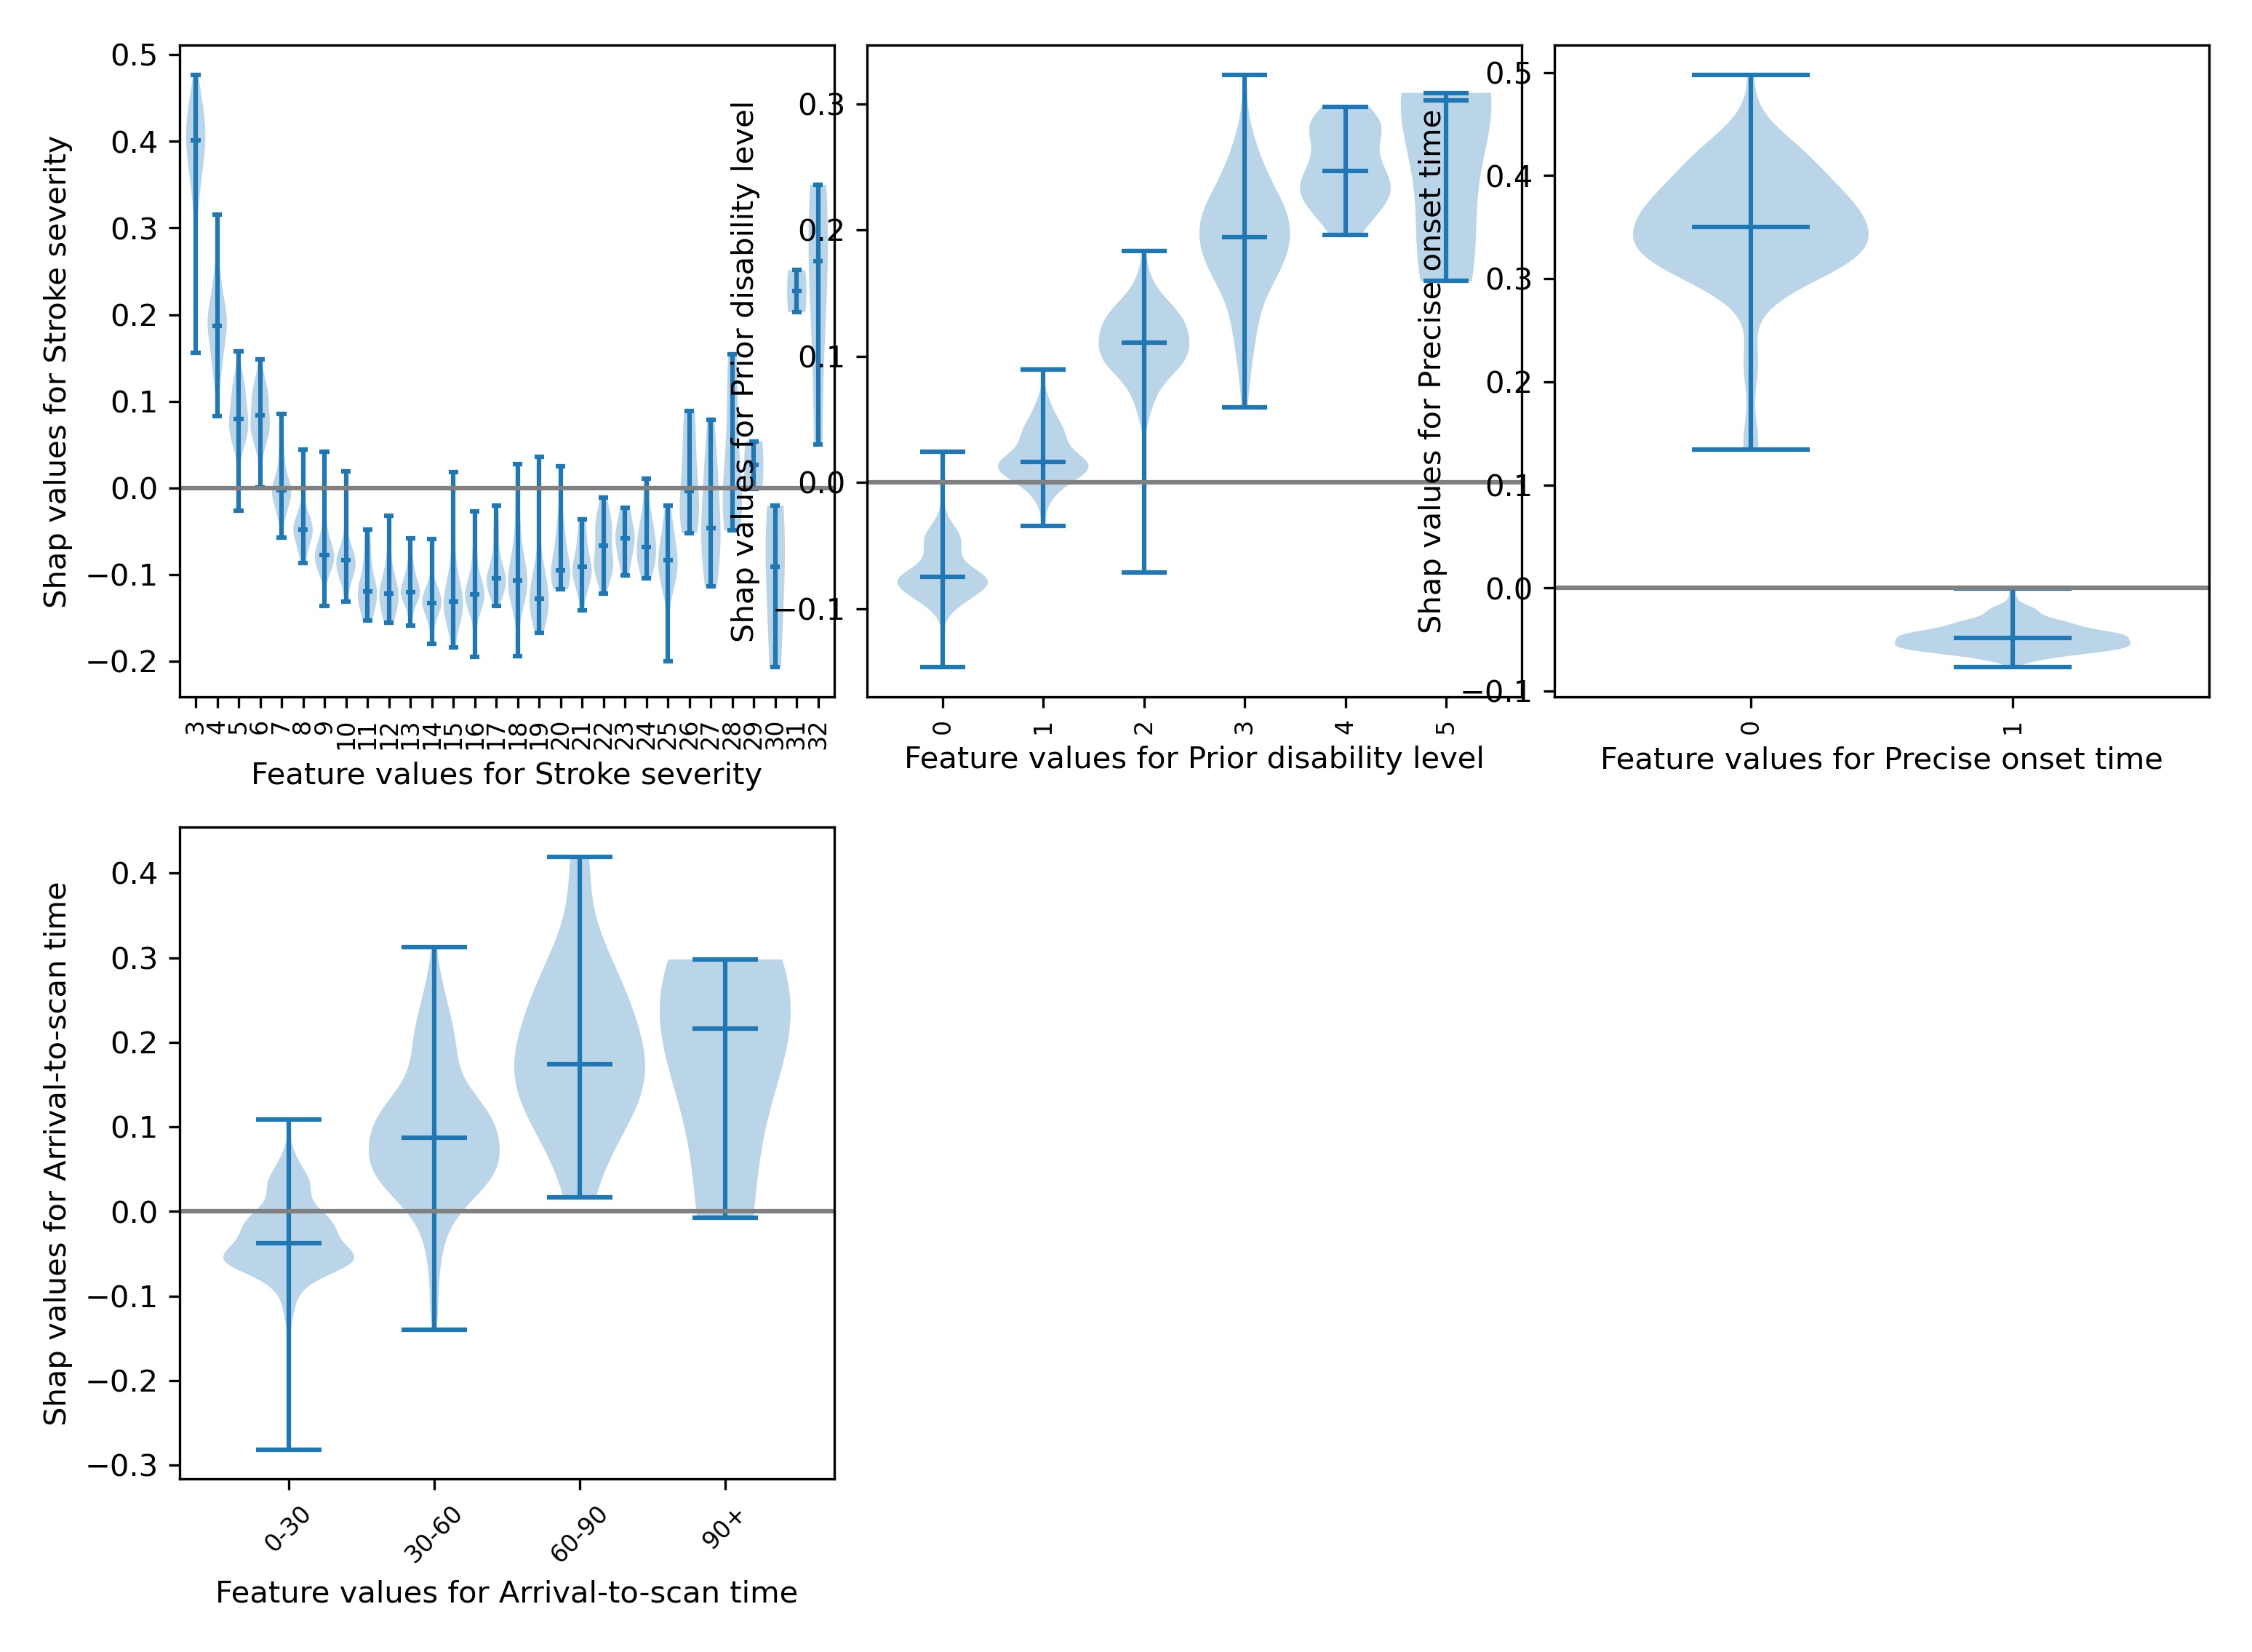 Shap values for Stroke severity
0.5
0.4
0.3
0.2
0.1
0.0
−0.1
−0.2
3 4 5 6 7 8 9 10 11 12 13 14 15 16 17 18 19 20 21 22 23 24 25 26 27 28 29 30 31 32
Feature values for Stroke severity
Shap values for Prior disability level
0.3
0.2
0.1
0.0
−0.1
0 1 2 3 4 5
Feature values for Prior disability level
Shap values for Precise onset time
0.5
0.4
0.3
0.2
0.1
0.0
−0.1
0 1
Feature values for Precise onset time
Shap values for Arrival-to-scan time
0.4
0.3
0.2
0.1
0.0
−0.1
−0.2
−0.3
0-30 30-60 60-90 90+
Feature values for Arrival-to-scan time